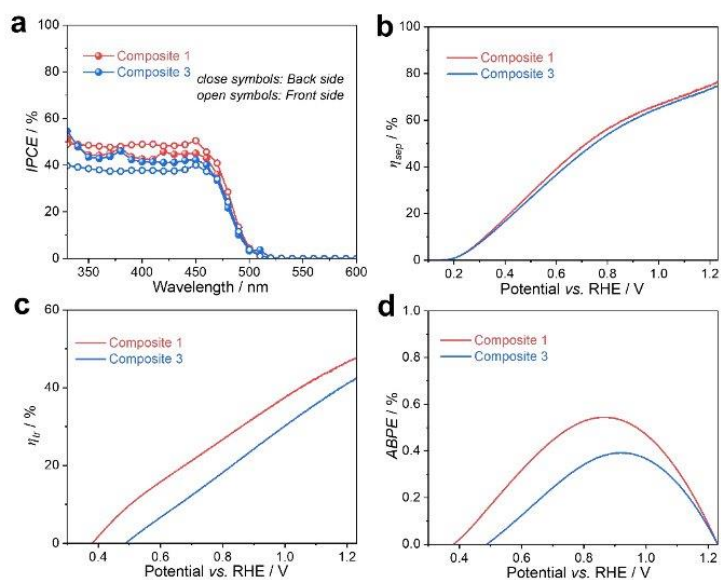 a
100
80
60
40
20
0
IPCE / %
Composite 1
Composite 3
close symbols: Back side
open symbols: Front side
350 400 450 500 550 600
Wavelength / nm
b
100
80
60
40
20
0
ηsep / %
Composite 1
Composite 3
0.2 0.4 0.6 0.8 1.0 1.2
Potential vs. RHE / V
c
60
40
20
0
ηtr / %
Composite 1
Composite 3
0.4 0.6 0.8 1.0 1.2
Potential vs. RHE / V
d
1.0
0.8
0.6
0.4
0.2
0.0
ABPE / %
Composite 1
Composite 3
0.4 0.6 0.8 1.0 1.2
Potential vs. RHE / V